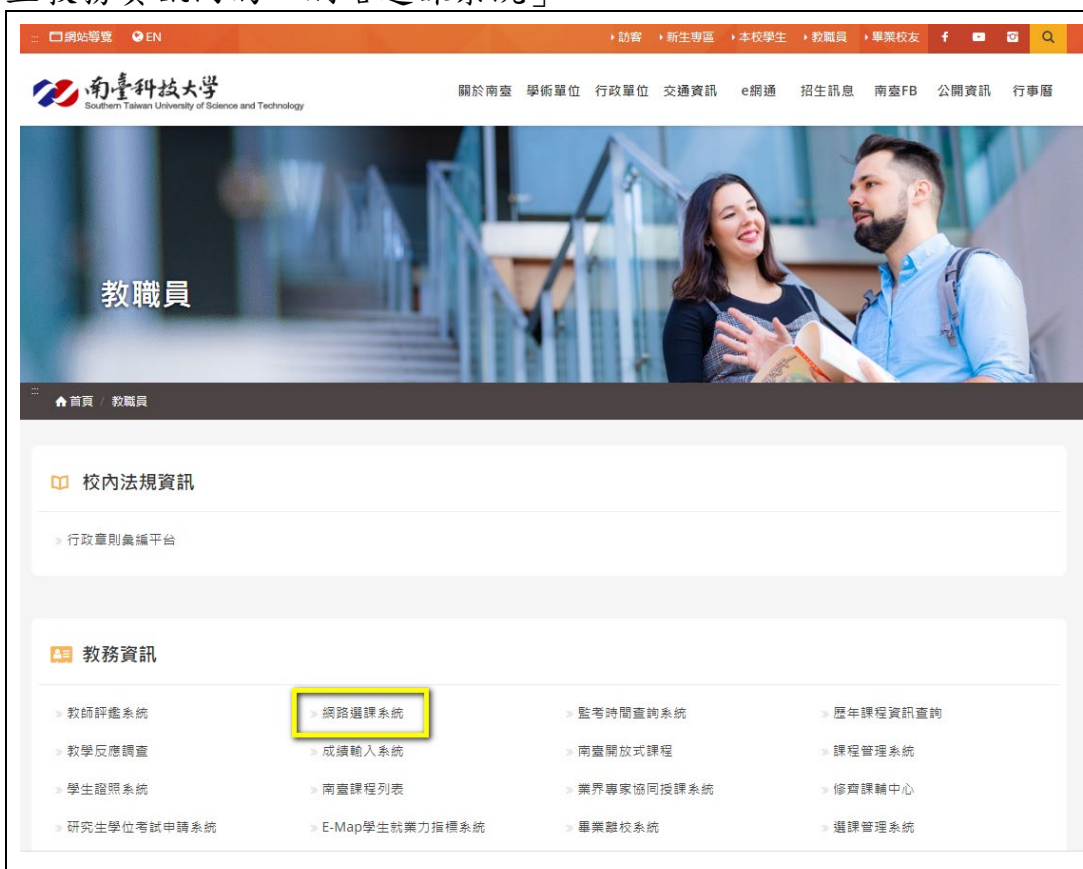 網站導覽 EN 訪客 新生專區 本校學生 教職員 畢業校友
南臺科技大学
Southern Taiwan University of Science and Technology
關於南臺 學術單位 行政單位 交通資訊 e網通 招生訊息 南臺FB 公開資訊 行事曆
教職員
首頁 / 教職員
校內法規資訊
» 行政章則彙編平台
教務資訊
» 教師評鑑系統 » 網路選課系統 » 監考時間查詢系統 » 歷年課程資訊查詢
» 教學反應調查 » 成績輸入系統 » 南臺開放式課程 » 課程管理系統
» 學生證照系統 » 南臺課程列表 » 業界專家協同授課系統 » 修齊課輔中心
» 研究生學位考試申請系統 » E-Map學生就業力指標系統 » 畢業離校系統 » 選課管理系統